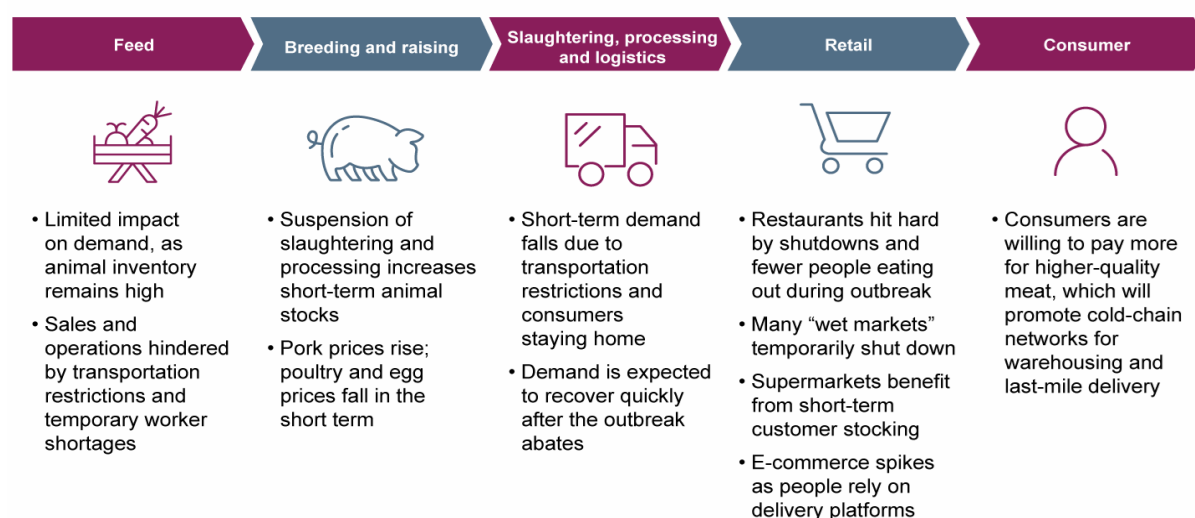 Feed
Breeding and raising
Slaughtering, processing
and logistics
Retail
Consumer
• Limited impact
on demand, as
animal inventory
remains high
• Sales and
operations hindered
by transportation
restrictions and
temporary worker
shortages
• Suspension of
slaughtering and
processing increases
short-term animal
stocks
• Pork prices rise;
poultry and egg
prices fall in the
short term
• Short-term demand
falls due to
transportation
restrictions and
consumers
staying home
• Demand is expected
to recover quickly
after the outbreak
abates
• Restaurants hit hard
by shutdowns and
fewer people eating
out during outbreak
• Many “wet markets”
temporarily shut down
• Supermarkets benefit
from short-term
customer stocking
• E-commerce spikes
as people rely on
delivery platforms
• Consumers are
willing to pay more
for higher-quality
meat, which will
promote cold-chain
networks for
warehousing and
last-mile delivery